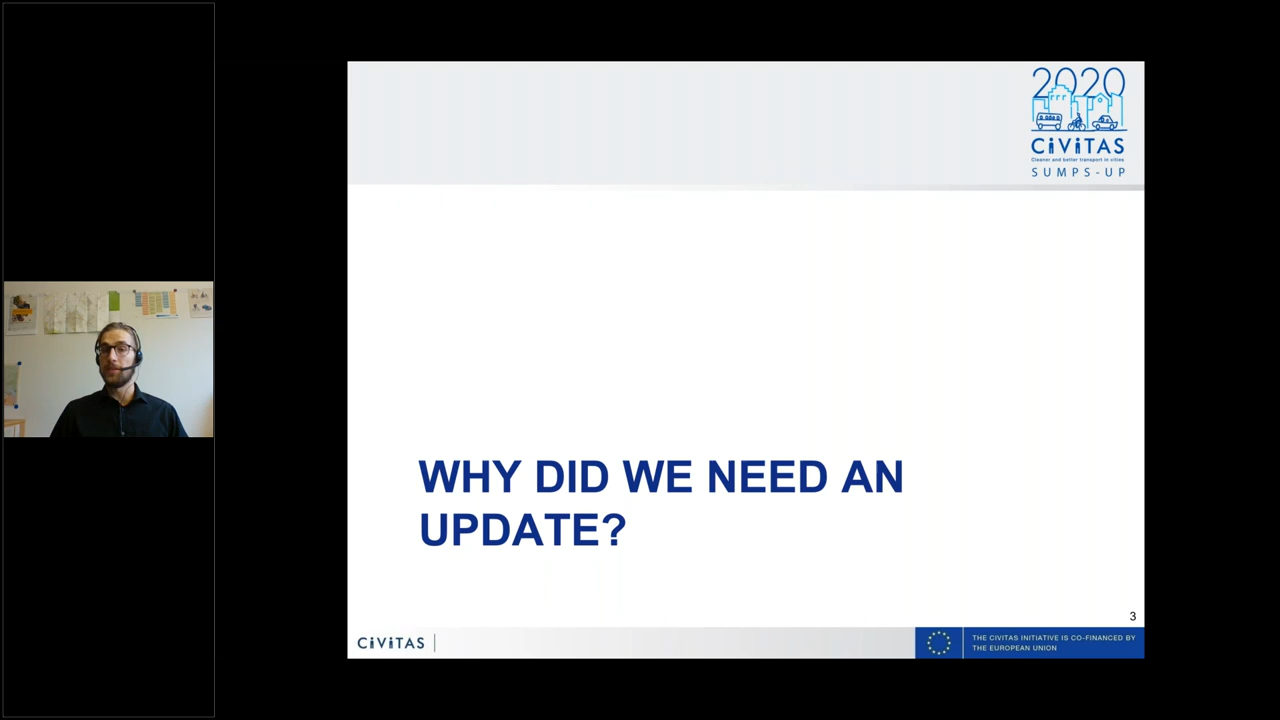 2020
CiViTAS
Cleaner and better transport in cities
SUMPS-UP
WHY DID WE NEED AN
UPDATE?
3
CiViTAS
THE CIVITAS INITIATIVE IS CO-FINANCED BY
THE EUROPEAN UNION